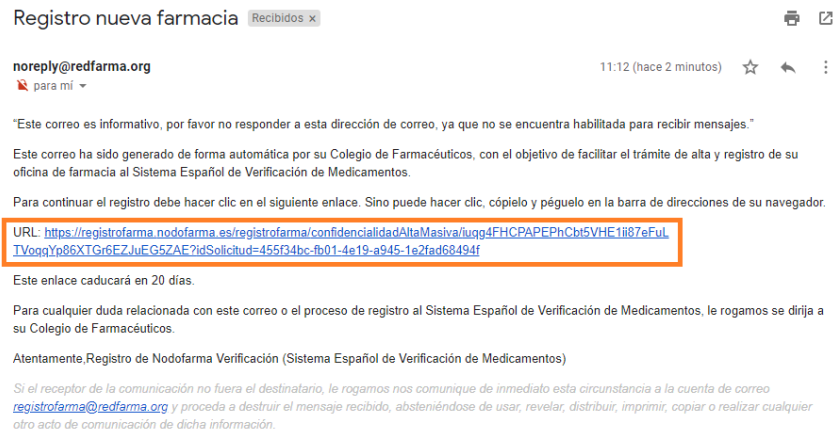 Registro nueva farmacia Recibidos x
noreply@redfarma.org 11:12 (hace 2 minutos)
para mí
"Este correo es informativo, por favor no responder a esta dirección de correo, ya que no se encuentra habilitada para recibir mensajes."
Este correo ha sido generado de forma automática por su Colegio de Farmacéuticos, con el objetivo de facilitar el trámite de alta y registro de su
oficina de farmacia al Sistema Español de Verificación de Medicamentos.
Para continuar el registro debe hacer clic en el siguiente enlace. Sino puede hacer clic, cópielo y péguelo en la barra de direcciones de su navegador.
URL: https://registrofarma.nodofarma.es/registrofarma/confidencialidadAltaMasiva/iuqg4FHCPAPEPhCbt5VHE1ii87eFuL
TVoqqYp86XTGr6EZJuEG5ZAE?idSolicitud=455f34bc-fb01-4e19-a945-1e2fad68494f
Este enlace caducará en 20 días.
Para cualquier duda relacionada con este correo o el proceso de registro al Sistema Español de Verificación de Medicamentos, le rogamos se dirija a
su Colegio de Farmacéuticos.
Atentamente,Registro de Nodofarma Verificación (Sistema Español de Verificación de Medicamentos)
Si el receptor de la comunicación no fuera el destinatario, le rogamos nos comunique de inmediato esta circunstancia a la cuenta de correo
registrofarma@redfarma.org y proceda a destruir el mensaje recibido, absteniéndose de usar, revelar, distribuir, imprimir, copiar o realizar cualquier
otro acto de comunicación de dicha información.